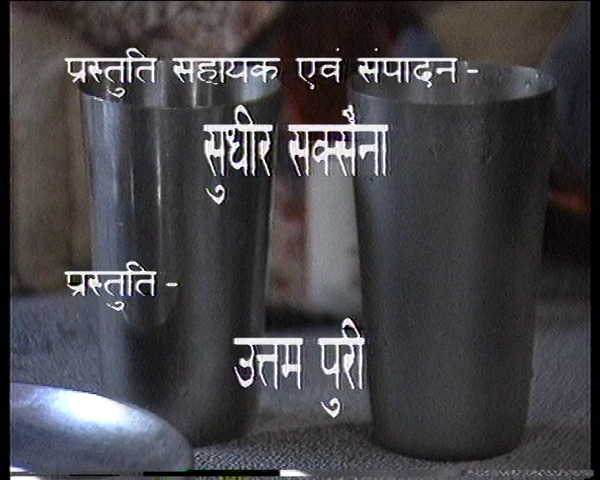 प्रस्तुति सहायक एवं संपादन -
सुधीर सक्सैना
प्रस्तुति -
उत्तम पुरी